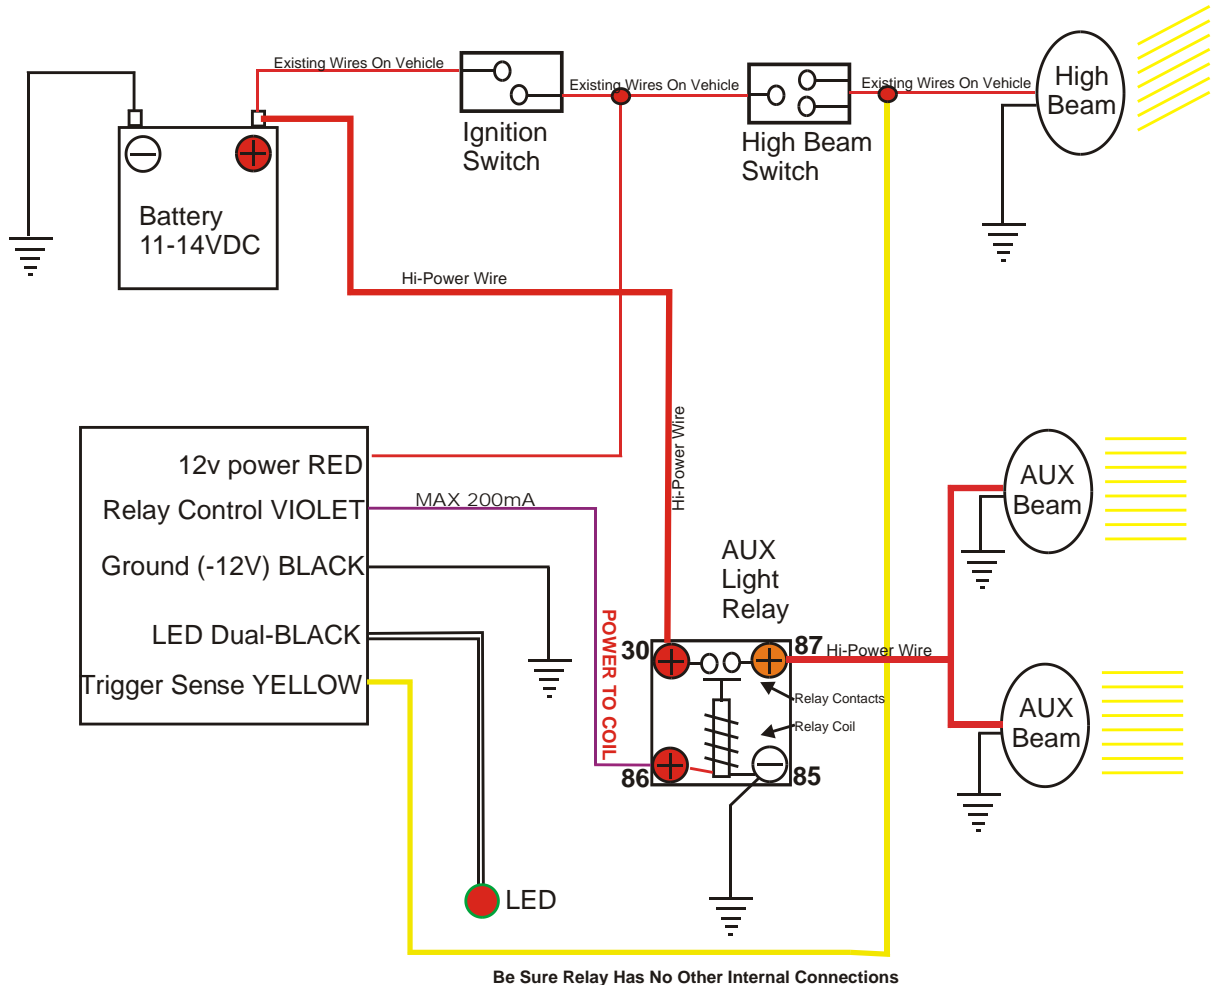 Existing Wires On Vehicle
Existing Wires On Vehicle
Existing Wires On Vehicle
High
Beam
Ignition
Switch
High Beam
Switch
Battery
11-14VDC
Hi-Power Wire
Hi-Power Wire
12v power RED
Relay Control VIOLET
MAX 200mA
Ground (-12V) BLACK
LED Dual-BLACK
Trigger Sense YELLOW
POWER TO COIL
AUX
Light
Relay
30
87
Hi-Power Wire
Relay Contacts
Relay Coil
86
85
AUX
Beam
AUX
Beam
LED
Be Sure Relay Has No Other Internal Connections